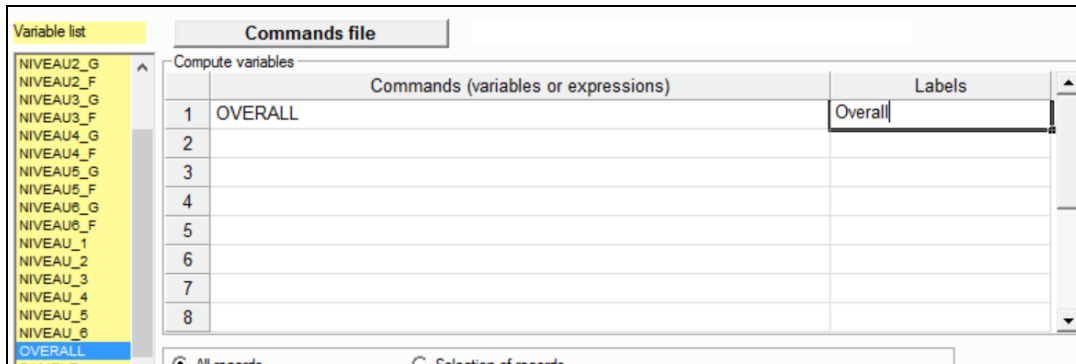 Variable list
Commands file
NIVEAU2_G
NIVEAU2_F
NIVEAU3_G
NIVEAU3_F
NIVEAU4_G
NIVEAU4_F
NIVEAU5_G
NIVEAU5_F
NIVEAU6_G
NIVEAU6_F
NIVEAU_1
NIVEAU_2
NIVEAU_3
NIVEAU_4
NIVEAU_5
NIVEAU_6
OVERALL
Compute variables
Commands (variables or expressions) Labels
1 OVERALL Overall
2
3
4
5
6
7
8
All records Selection of records